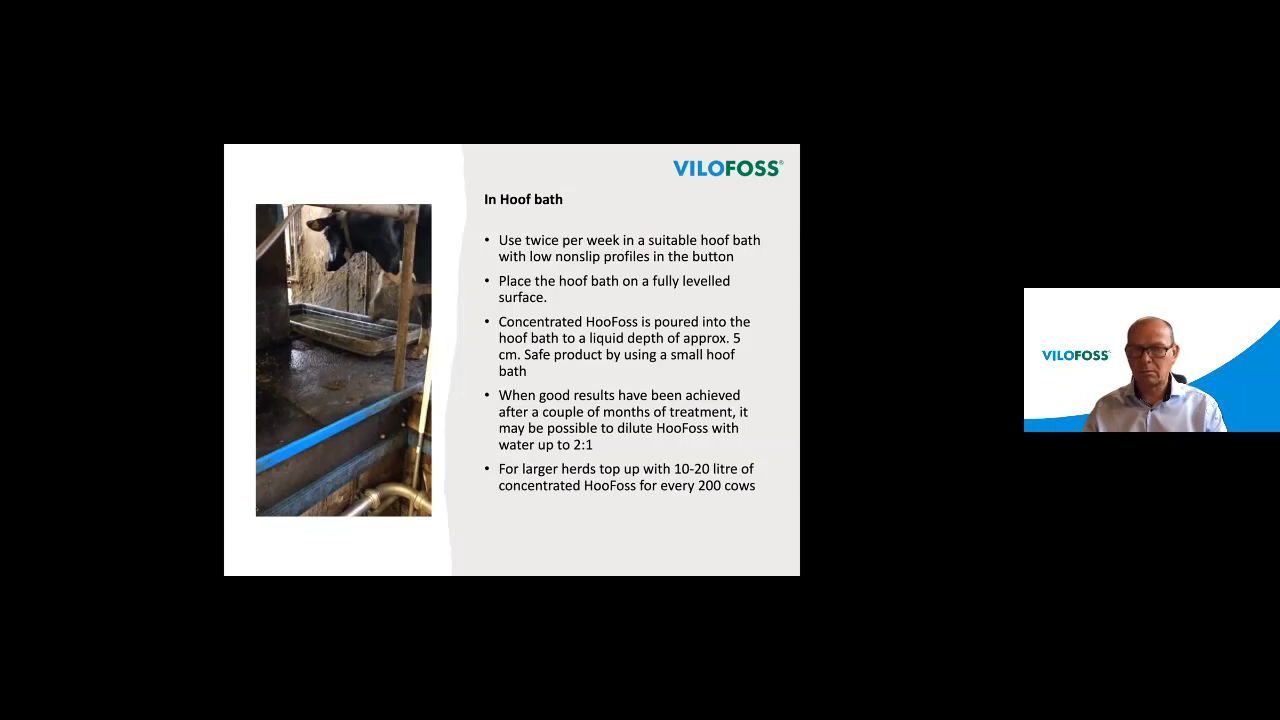 VILOFOSS®
In Hoof bath
• Use twice per week in a suitable hoof bath
with low nonslip profiles in the button
• Place the hoof bath on a fully levelled
surface.
• Concentrated HooFoss is poured into the
hoof bath to a liquid depth of approx. 5
cm. Safe product by using a small hoof
bath
• When good results have been achieved
after a couple of months of treatment, it
may be possible to dilute HooFoss with
water up to 2:1
• For larger herds top up with 10-20 litre of
concentrated HooFoss for every 200 cows
VILOFOSS®